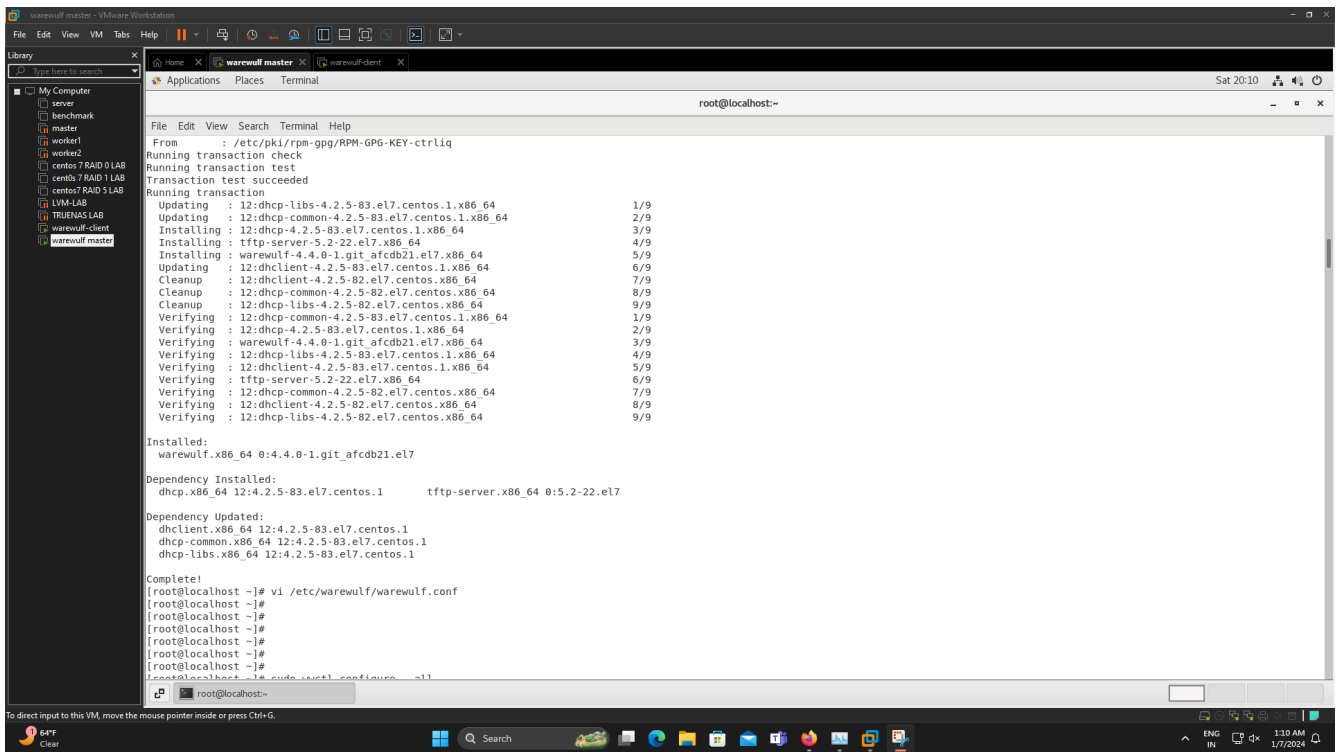 warewulf master - VMware Workstation
File Edit View VM Tabs Help
Library
Type here to search
My Computer
server
benchmark
master
worker1
worker2
centos 7 RAID 0 LAB
cent0s 7 RAID 1 LAB
centos7 RAID 5 LAB
LVM-LAB
TRUENAS LAB
warewulf-client
warewulf master
Home warewulf master warewulf-client
Applications Places Terminal Sat 20:10
root@localhost:~
File Edit View Search Terminal Help
From : /etc/pki/rpm-gpg/RPM-GPG-KEY-ctrliq
Running transaction check
Running transaction test
Transaction test succeeded
Running transaction
Updating : 12:dhcp-libs-4.2.5-83.el7.centos.1.x86_64 1/9
Updating : 12:dhcp-common-4.2.5-83.el7.centos.1.x86_64 2/9
Installing : 12:dhcp-4.2.5-83.el7.centos.1.x86_64 3/9
Installing : tftp-server-5.2-22.el7.x86_64 4/9
Installing : warewulf-4.4.0-1.git_afcdb21.el7.x86_64 5/9
Updating : 12:dhclient-4.2.5-83.el7.centos.1.x86_64 6/9
Cleanup : 12:dhclient-4.2.5-82.el7.centos.x86_64 7/9
Cleanup : 12:dhcp-common-4.2.5-82.el7.centos.x86_64 8/9
Cleanup : 12:dhcp-libs-4.2.5-82.el7.centos.x86_64 9/9
Verifying : 12:dhcp-common-4.2.5-83.el7.centos.1.x86_64 1/9
Verifying : 12:dhcp-4.2.5-83.el7.centos.1.x86_64 2/9
Verifying : warewulf-4.4.0-1.git_afcdb21.el7.x86_64 3/9
Verifying : 12:dhcp-libs-4.2.5-83.el7.centos.1.x86_64 4/9
Verifying : 12:dhclient-4.2.5-83.el7.centos.1.x86_64 5/9
Verifying : tftp-server-5.2-22.el7.x86_64 6/9
Verifying : 12:dhcp-common-4.2.5-82.el7.centos.x86_64 7/9
Verifying : 12:dhclient-4.2.5-82.el7.centos.x86_64 8/9
Verifying : 12:dhcp-libs-4.2.5-82.el7.centos.x86_64 9/9
Installed:
warewulf.x86_64 0:4.4.0-1.git_afcdb21.el7
Dependency Installed:
dhcp.x86_64 12:4.2.5-83.el7.centos.1 tftp-server.x86_64 0:5.2-22.el7
Dependency Updated:
dhclient.x86_64 12:4.2.5-83.el7.centos.1
dhcp-common.x86_64 12:4.2.5-83.el7.centos.1
dhcp-libs.x86_64 12:4.2.5-83.el7.centos.1
Complete!
[root@localhost ~]# vi /etc/warewulf/warewulf.conf
[root@localhost ~]#
[root@localhost ~]#
[root@localhost ~]#
[root@localhost ~]#
[root@localhost ~]#
[root@localhost ~]#
[root@localhost ~]# sudo wwctl configure --all
root@localhost:~
To direct input to this VM, move the mouse pointer inside or press Ctrl+G.
1
64°F
Clear
Search
ENG
IN
1:10 AM
1/7/2024